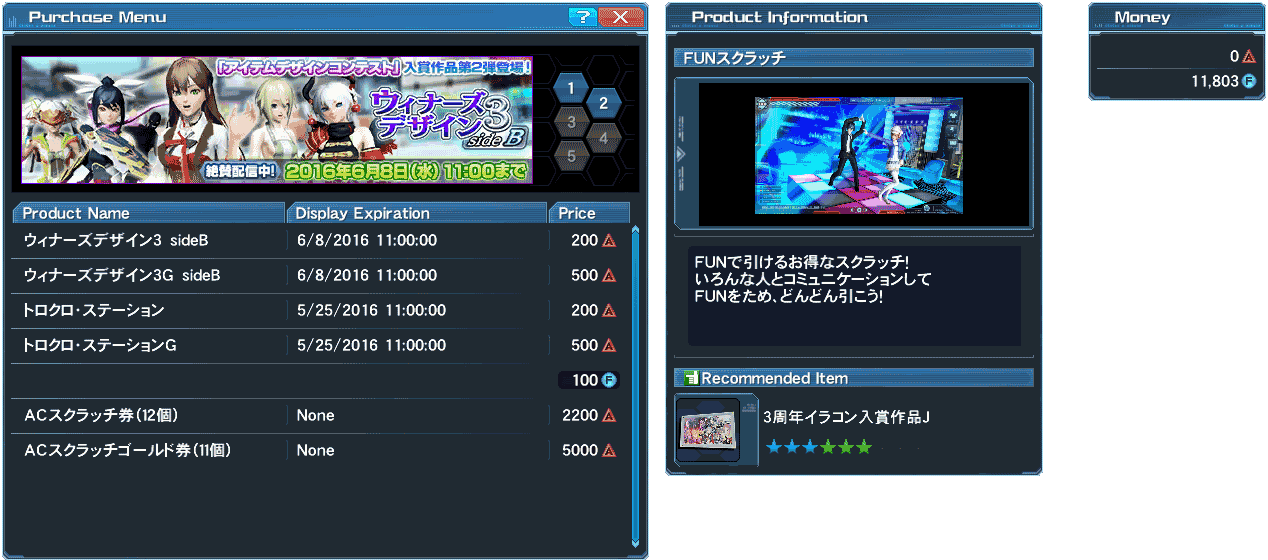 Purchase Menu
?
「アイテムデザインコンテスト」入賞作品第2弾登場!
ウィナーズ
デザイン3
side B
絶賛配信中! 2016年6月8日(水) 11:00まで
1
2
3
4
5
Product Name Display Expiration Price
ウィナーズデザイン3 sideB 6/8/2016 11:00:00 200
ウィナーズデザイン3G sideB 6/8/2016 11:00:00 500
トロクロ・ステーション 5/25/2016 11:00:00 200
トロクロ・ステーションG 5/25/2016 11:00:00 500
100 F
ACスクラッチ券(12個) None 2200
ACスクラッチゴールド券(11個) None 5000
Product Information
FUNスクラッチ
FUNで引けるお得なスクラッチ!
いろんな人とコミュニケーションして
FUNをため、どんどん引こう!
Recommended Item
3周年イラコン入賞作品J
Money
0
11,803 F